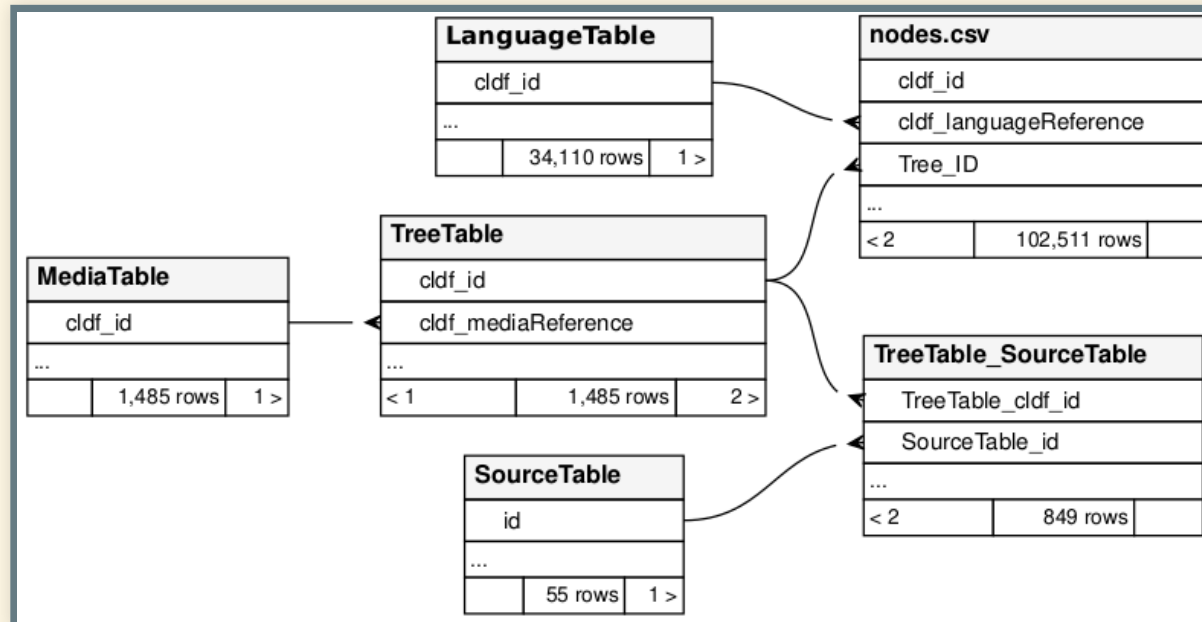 LanguageTable
cldf_id
...
34,110 rows 1 >
nodes.csv
cldf_id
cldf_languageReference
Tree_ID
...
< 2 102,511 rows
MediaTable
cldf_id
...
1,485 rows 1 >
TreeTable
cldf_id
cldf_mediaReference
...
< 1 1,485 rows 2 >
TreeTable_SourceTable
TreeTable_cldf_id
SourceTable_id
...
< 2 849 rows
SourceTable
id
...
55 rows 1 >